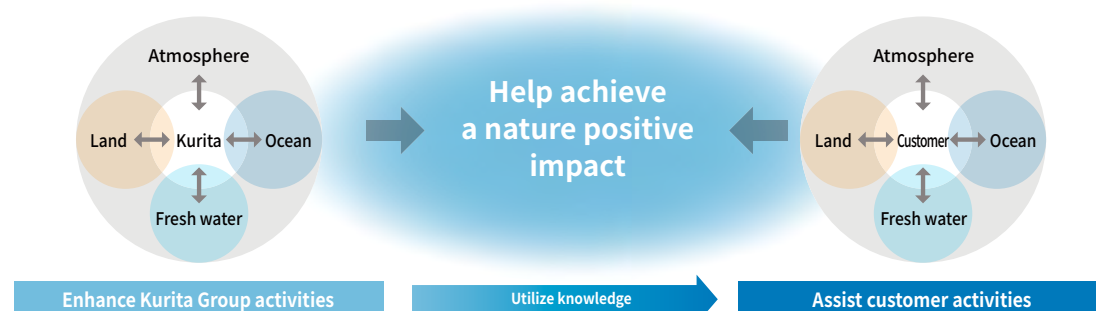 Atmosphere
Land
Kurita
Ocean
Fresh water
Help achieve
a nature positive
impact
Atmosphere
Land
Customer
Ocean
Fresh water
Enhance Kurita Group activities
Utilize knowledge
Assist customer activities